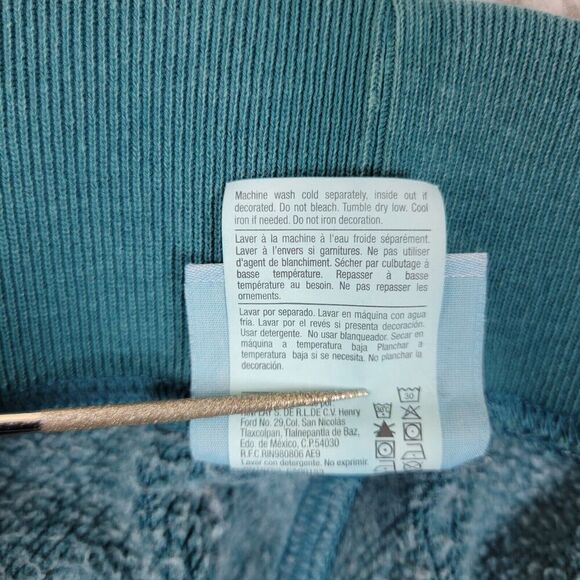 Machine wash cold separately, inside out if
decorated. Do not bleach. Tumble dry low. Cool
iron if needed. Do not iron decoration.
Laver à la machine à l'eau froide séparément.
Laver à l'envers si garnitures. Ne pas utiliser
d'agent de blanchiment. Sécher par culbutage à
basse température. Repasser à basse
température au besoin. Ne pas repasser les
ornements.
Lavar por separado. Lavar en máquina con agua
fria. Lavar por el revés si presenta decoración.
Usar detergente. No usar blanqueador. Secar en
máquina a temperatura baja Planchar a
temperatura baja si se necesita. No planchar la
decoración.
por
S. DE R.L.DE C.V. Henry
Ford No. 29,Col. San Nicolás
Tlaxcolpan, Tlalnepantla de Baz,
Edo de México, C.P.54030
R.F.C RIN980806 AE9
Lavar con detergente. No exprimir
30